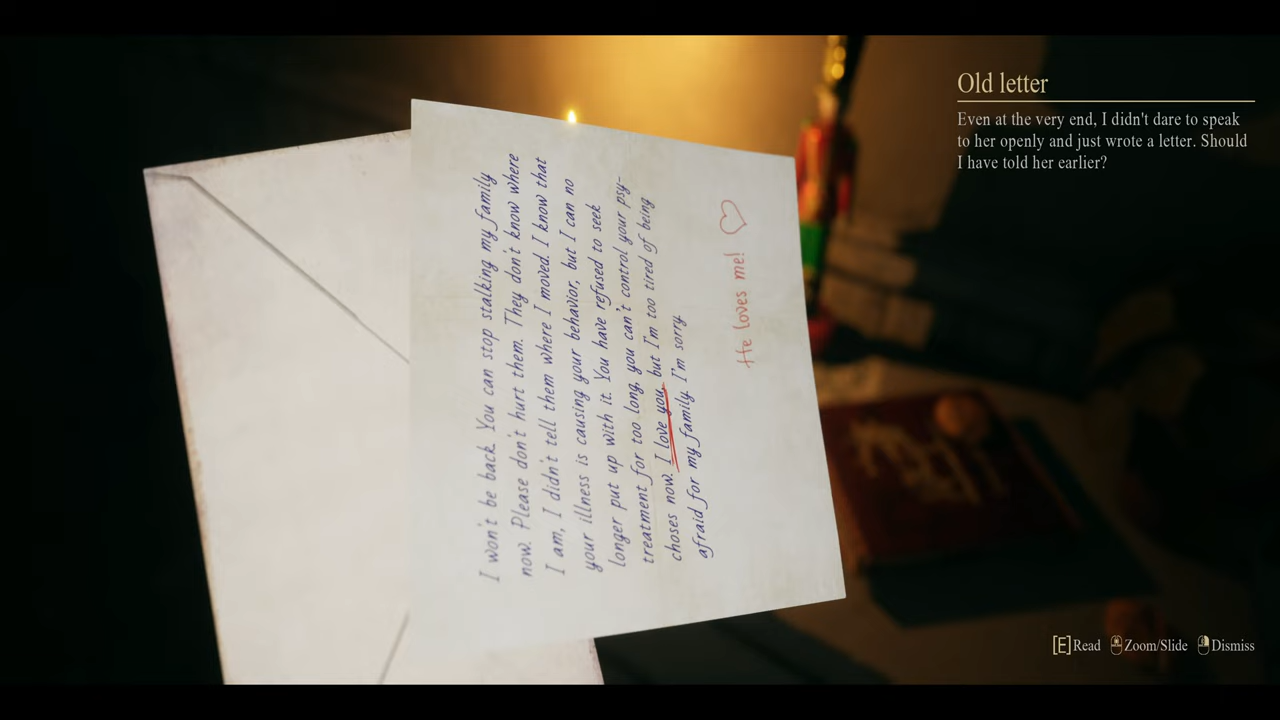 Old letter
Even at the very end, I didn't dare to speak
to her openly and just wrote a letter. Should
I have told her earlier?
I won't be back. You can stop stalking my family
now. Please don't hurt them. They don't know where
I am, I didn't tell them where I moved. I know that
your illness is causing your behavior, but I can no
longer put up with it. You have refused to seek
treatment for too long, you can't control your psy-
choses now. I love you, but I'm too tired of being
afraid for my family. I'm sorry
He loves me! ♡
[E]Read Zoom/Slide Dismiss